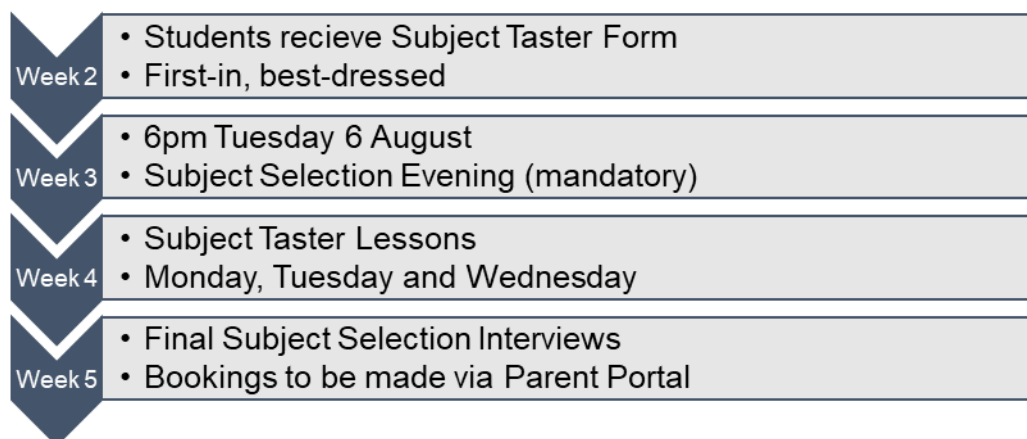 Week 2
• Students recieve Subject Taster Form
• First-in, best-dressed
Week 3
• 6pm Tuesday 6 August
• Subject Selection Evening (mandatory)
Week 4
• Subject Taster Lessons
• Monday, Tuesday and Wednesday
Week 5
• Final Subject Selection Interviews
• Bookings to be made via Parent Portal